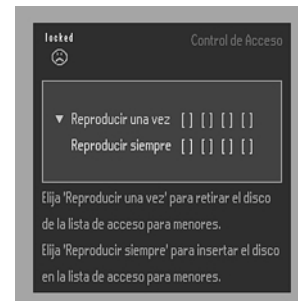 locked
Control de Acceso
▼ Reproducir una vez [ ] [ ] [ ] [ ]
Reproducir siempre [ ] [ ] [ ] [ ]
Elija 'Reproducir una vez' para retirar el disco
de la lista de acceso para menores.
Elija 'Reproducir siempre' para insertar el disco
en la lista de acceso para menores.